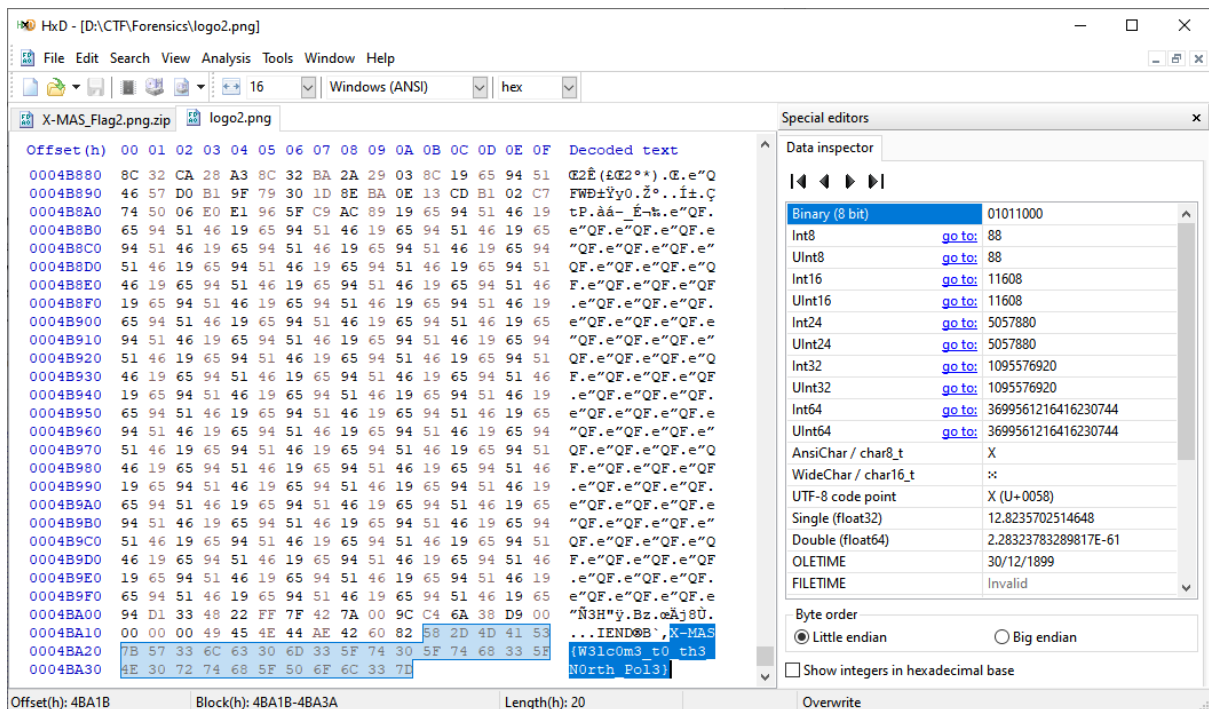 HxD - [D:\CTF\Forensics\logo2.png]
File Edit Search View Analysis Tools Window Help
16 Windows (ANSI) hex
X-MAS_Flag2.png.zip logo2.png
Offset(h) 00 01 02 03 04 05 06 07 08 09 0A 0B 0C 0D 0E 0F Decoded text
0004B880 8C 32 CA 28 A3 8C 32 BA 2A 29 03 8C 19 65 94 51 Œ2Ê(£Œ2º*).Œ.e”Q
0004B890 46 57 D0 B1 9F 79 30 1D 8E BA 0E 13 CD B1 02 C7 FWÐ±Ÿy0.Žº..Í±.Ç
0004B8A0 74 50 06 E0 E1 96 5F C9 AC 89 19 65 94 51 46 19 tP.àá–_É¬‰.e”QF.
0004B8B0 65 94 51 46 19 65 94 51 46 19 65 94 51 46 19 65 e”QF.e”QF.e”QF.e
0004B8C0 94 51 46 19 65 94 51 46 19 65 94 51 46 19 65 94 ”QF.e”QF.e”QF.e”
0004B8D0 51 46 19 65 94 51 46 19 65 94 51 46 19 65 94 51 QF.e”QF.e”QF.e”Q
0004B8E0 46 19 65 94 51 46 19 65 94 51 46 19 65 94 51 46 F.e”QF.e”QF.e”QF
0004B8F0 19 65 94 51 46 19 65 94 51 46 19 65 94 51 46 19 .e”QF.e”QF.e”QF.
0004B900 65 94 51 46 19 65 94 51 46 19 65 94 51 46 19 65 e”QF.e”QF.e”QF.e
0004B910 94 51 46 19 65 94 51 46 19 65 94 51 46 19 65 94 ”QF.e”QF.e”QF.e”
0004B920 51 46 19 65 94 51 46 19 65 94 51 46 19 65 94 51 QF.e”QF.e”QF.e”Q
0004B930 46 19 65 94 51 46 19 65 94 51 46 19 65 94 51 46 F.e”QF.e”QF.e”QF
0004B940 19 65 94 51 46 19 65 94 51 46 19 65 94 51 46 19 .e”QF.e”QF.e”QF.
0004B950 65 94 51 46 19 65 94 51 46 19 65 94 51 46 19 65 e”QF.e”QF.e”QF.e
0004B960 94 51 46 19 65 94 51 46 19 65 94 51 46 19 65 94 ”QF.e”QF.e”QF.e”
0004B970 51 46 19 65 94 51 46 19 65 94 51 46 19 65 94 51 QF.e”QF.e”QF.e”Q
0004B980 46 19 65 94 51 46 19 65 94 51 46 19 65 94 51 46 F.e”QF.e”QF.e”QF
0004B990 19 65 94 51 46 19 65 94 51 46 19 65 94 51 46 19 .e”QF.e”QF.e”QF.
0004B9A0 65 94 51 46 19 65 94 51 46 19 65 94 51 46 19 65 e”QF.e”QF.e”QF.e
0004B9B0 94 51 46 19 65 94 51 46 19 65 94 51 46 19 65 94 ”QF.e”QF.e”QF.e”
0004B9C0 51 46 19 65 94 51 46 19 65 94 51 46 19 65 94 51 QF.e”QF.e”QF.e”Q
0004B9D0 46 19 65 94 51 46 19 65 94 51 46 19 65 94 51 46 F.e”QF.e”QF.e”QF
0004B9E0 19 65 94 51 46 19 65 94 51 46 19 65 94 51 46 19 .e”QF.e”QF.e”QF.
0004B9F0 65 94 51 46 19 65 94 51 46 19 65 94 51 46 19 65 e”QF.e”QF.e”QF.e
0004BA00 94 D1 33 48 22 FF 7F 42 7A 00 9C C4 6A 38 D9 00 ”Ñ3H"ÿ.Bz.œÄj8Ù.
0004BA10 00 00 00 49 45 4E 44 AE 42 60 82 58 2D 4D 41 53 ...IEND®B`‚X-MAS
0004BA20 7B 57 33 6C 63 30 6D 33 5F 74 30 5F 74 68 33 5F {W3lc0m3_t0_th3_
0004BA30 4E 30 72 74 68 5F 50 6F 6C 33 7D N0rth_Pol3}
Special editors
Data inspector
Binary (8 bit) 01011000
Int8 go to: 88
UInt8 go to: 88
Int16 go to: 11608
UInt16 go to: 11608
Int24 go to: 5057880
UInt24 go to: 5057880
Int32 go to: 1095576920
UInt32 go to: 1095576920
Int64 go to: 3699561216416230744
UInt64 go to: 3699561216416230744
AnsiChar / char8_t X
WideChar / char16_t
UTF-8 code point X (U+0058)
Single (float32) 12.8235702514648
Double (float64) 2.28323783289817E-61
OLETIME 30/12/1899
FILETIME Invalid
Byte order
Little endian Big endian
Show integers in hexadecimal base
Offset(h): 4BA1B Block(h): 4BA1B-4BA3A Length(h): 20 Overwrite